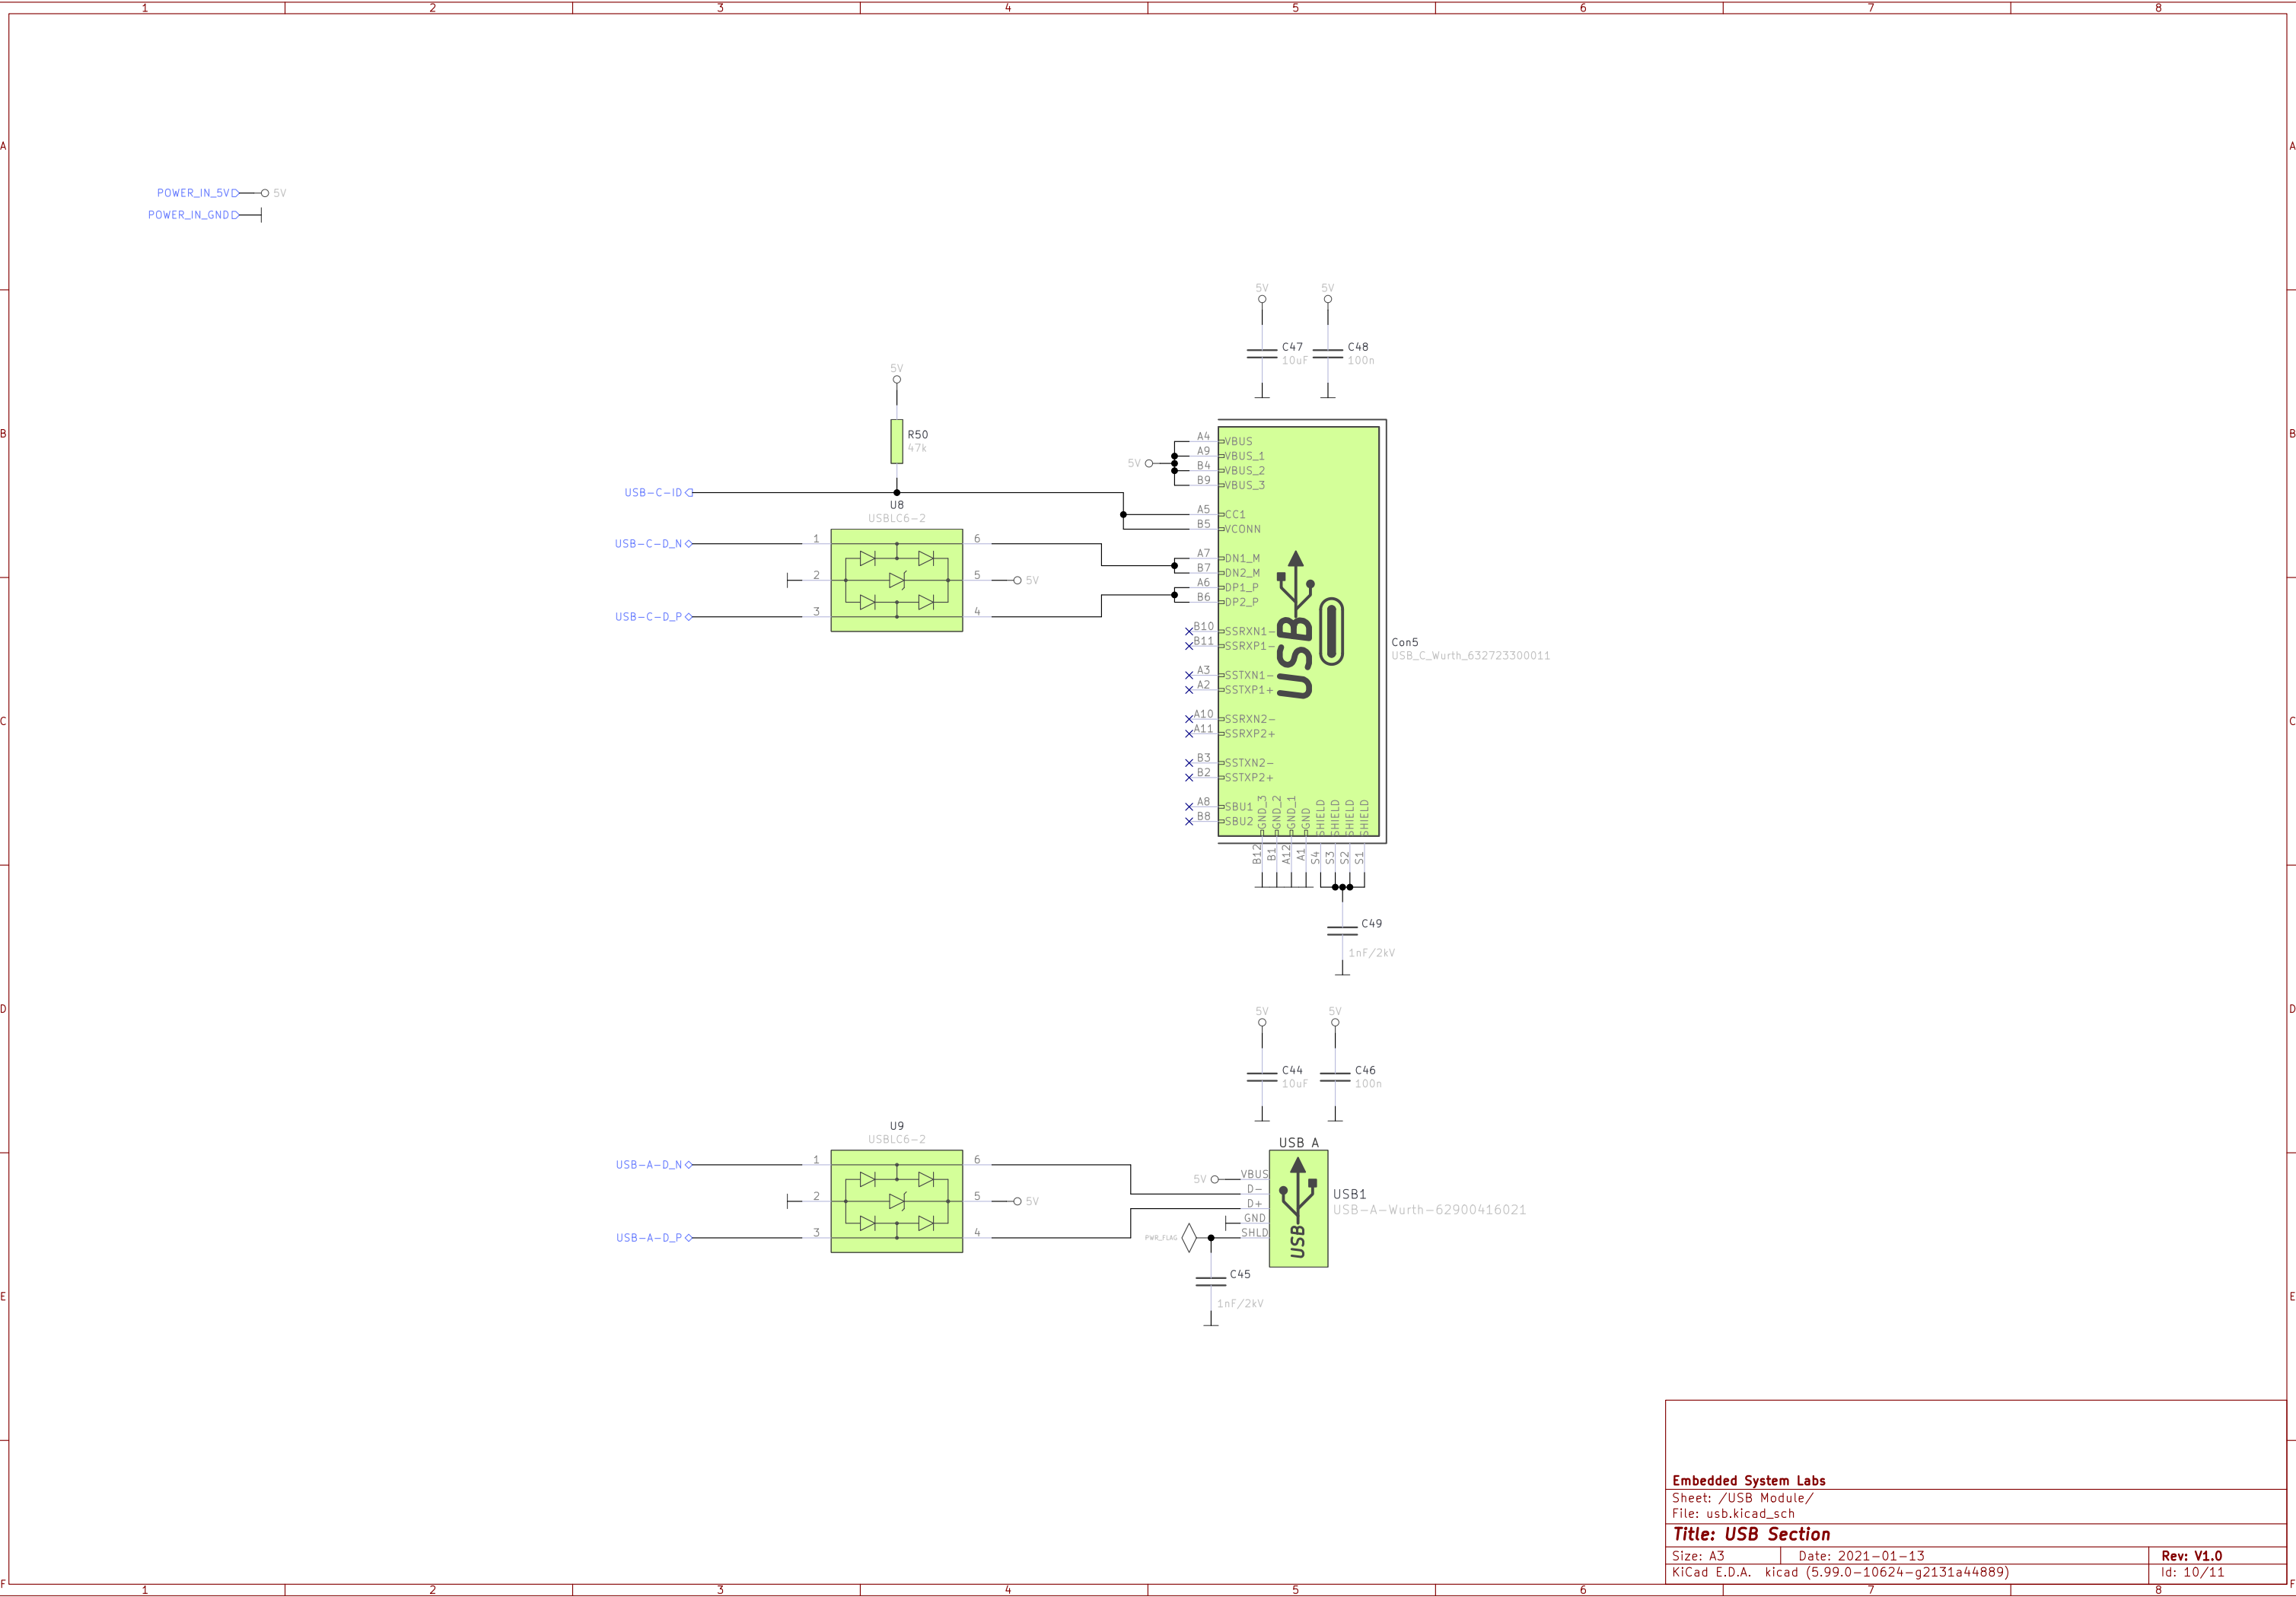 1 2 3 4 5 6 7 8
A A
POWER_IN_5V 5V
POWER_IN_GND
5V 5V
C47 C48
10uF 100n
5V
R50
47k
B B
A4 VBUS
A9 VBUS_1
5V
B4 VBUS_2
B9 VBUS_3
USB-C-ID
U8
USBLC6-2
A5 CC1
B5 VCONN
USB-C-D_N 1 6
A7 DN1_M
B7 DN2_M
2 5 5V
A6 DP1_P
B6 DP2_P
USB-C-D_P 3 4
B10 SSRXN1-
B11 SSRXP1-
USB
Con5
USB_C_Wurth_632723300011
A3 SSTXN1-
A2 SSTXP1+
C C
A10 SSRXN2-
A11 SSRXP2+
B3 SSTXN2-
B2 SSTXP2+
A8 SBU1
B8 SBU2
GND_3 GND_2 GND_1 GND SHIELD SHIELD SHIELD SHIELD
B12 B1 A12 A1 S4 S3 S2 S1
C49
1nF/2kV
D D
5V 5V
C44 C46
10uF 100n
U9
USBLC6-2
USB A
USB-A-D_N 1 6
5V VBUS
D-
2 5 5V
USB1
USB-A-Wurth-62900416021
D+
GND
USB-A-D_P 3 4
PWR_FLAG SHLD
USB
C45
1nF/2kV
E E
Embedded System Labs
Sheet: /USB Module/
File: usb.kicad_sch
Title: USB Section
Size: A3 Date: 2021-01-13 Rev: V1.0
KiCad E.D.A. kicad (5.99.0-10624-g2131a44889) Id: 10/11
F F
1 2 3 4 5 6 7 8